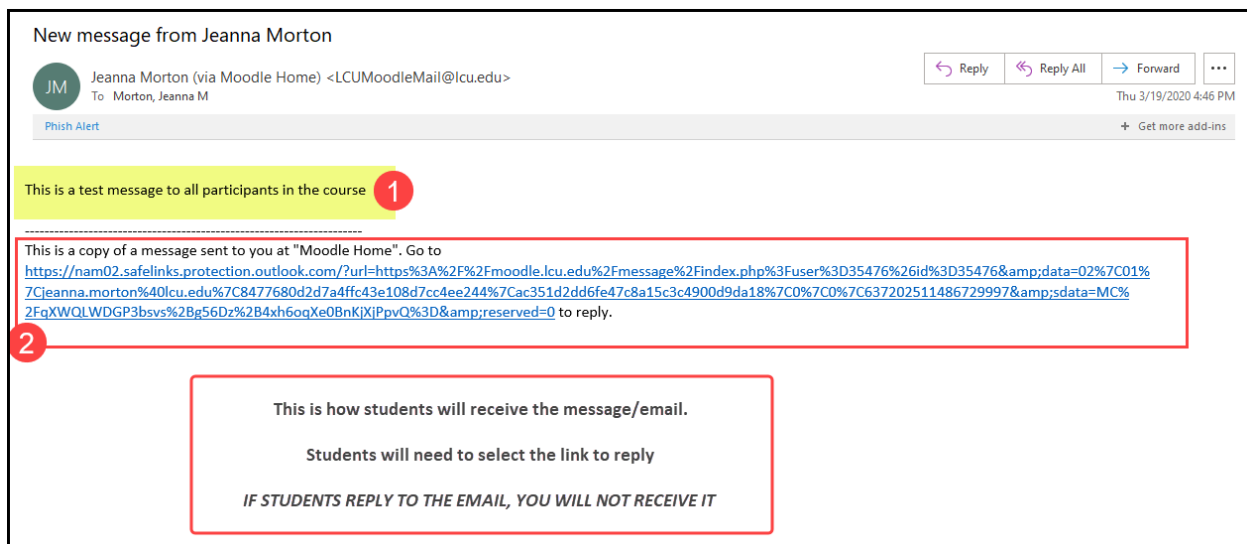 New message from Jeanna Morton
JM
Jeanna Morton (via Moodle Home) <LCUMoodleMail@lcu.edu>
To Morton, Jeanna M
Reply
Reply All
Forward
...
Thu 3/19/2020 4:46 PM
Phish Alert
+ Get more add-ins
This is a test message to all participants in the course
1
---------------------------------------------------------------------
This is a copy of a message sent to you at "Moodle Home". Go to
https://nam02.safelinks.protection.outlook.com/?url=https%3A%2F%2Fmoodle.lcu.edu%2Fmessage%2Findex.php%3Fuser%3D35476%26id%3D35476&amp;data=02%7C01%
7Cjeanna.morton%40lcu.edu%7C8477680d2d7a4ffc43e108d7cc4ee244%7Cac351d2dd6fe47c8a15c3c4900d9da18%7C0%7C0%7C637202511486729997&amp;sdata=MC%
2FqXWQLWDGP3bsvs%2Bg56Dz%2B4xh6oqXe0BnKjXjPpvQ%3D&amp;reserved=0 to reply.
2
This is how students will receive the message/email.
Students will need to select the link to reply
IF STUDENTS REPLY TO THE EMAIL, YOU WILL NOT RECEIVE IT